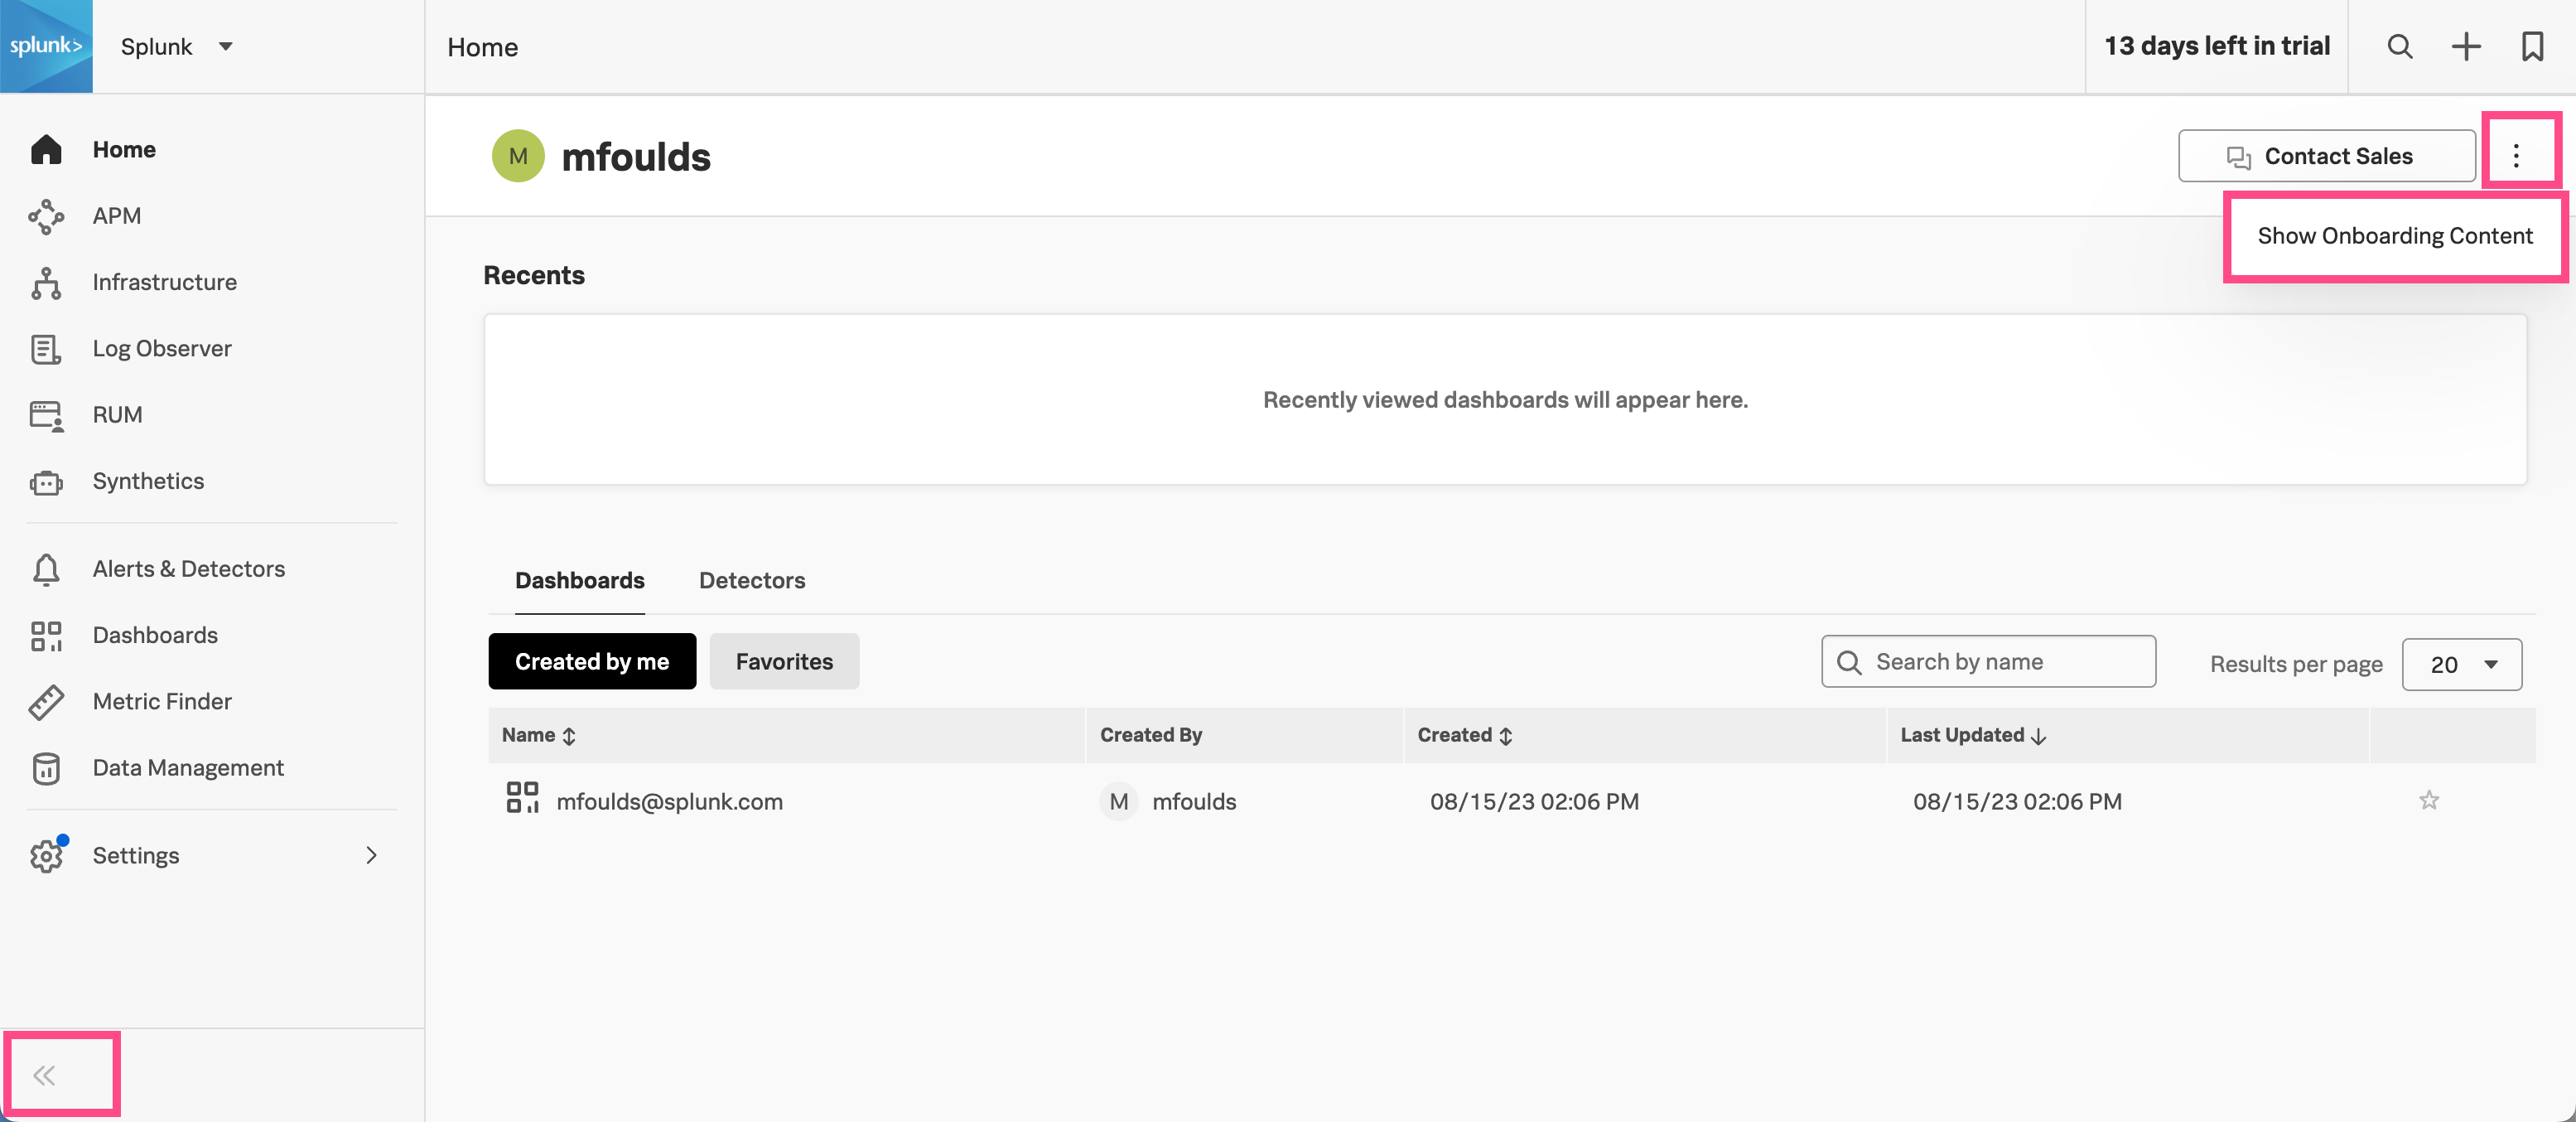 splunk>
Splunk
Home
13 days left in trial
Home
APM
Infrastructure
Log Observer
RUM
Synthetics
Alerts & Detectors
Dashboards
Metric Finder
Data Management
Settings
M
mfoulds
Contact Sales
Show Onboarding Content
Recents
Recently viewed dashboards will appear here.
Dashboards Detectors
Created by me Favorites Search by name Results per page 20
Name Created By Created Last Updated
mfoulds@splunk.com M mfoulds 08/15/23 02:06 PM 08/15/23 02:06 PM